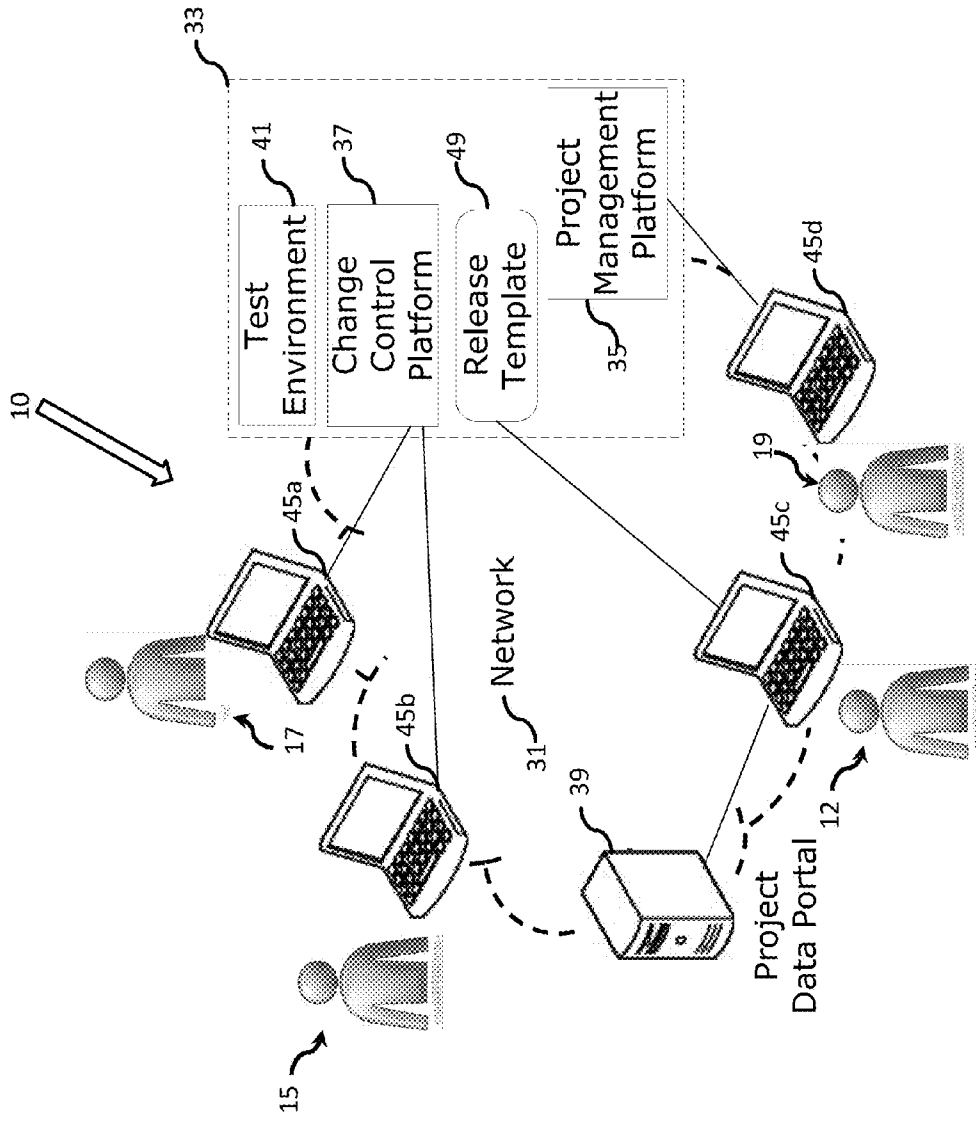 10
33
Test
Environment
41
Change
Control
Platform
37
Release
Template
49
Project
Management
Platform
35
45a
17
45b
15
Network
31
39
Project
Data Portal
45c
12
19
45d